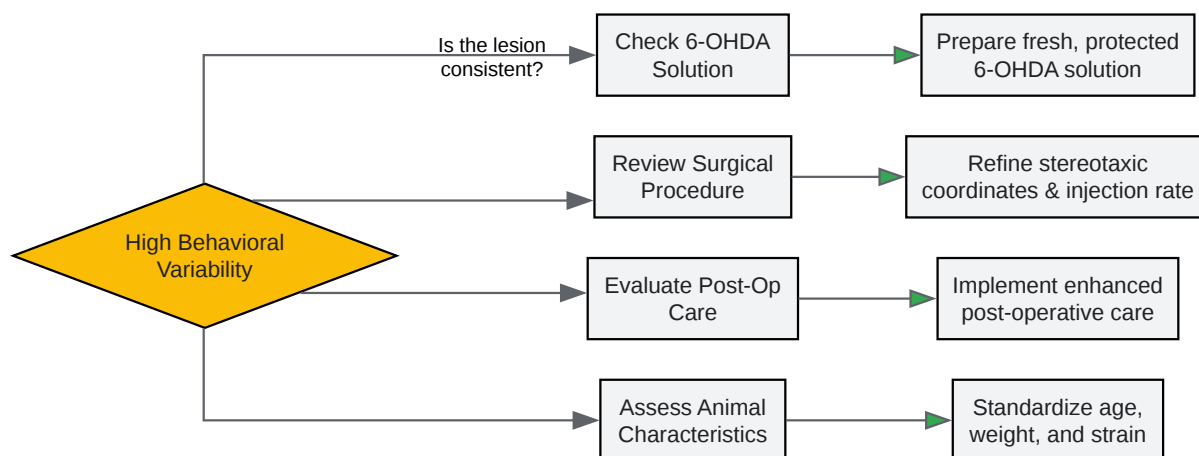 Is the lesion
consistent?
Check 6-OHDA
Solution
Prepare fresh, protected
6-OHDA solution
Review Surgical
Procedure
Refine stereotaxic
coordinates & injection rate
High Behavioral
Variability
Evaluate Post-Op
Care
Implement enhanced
post-operative care
Assess Animal
Characteristics
Standardize age,
weight, and strain